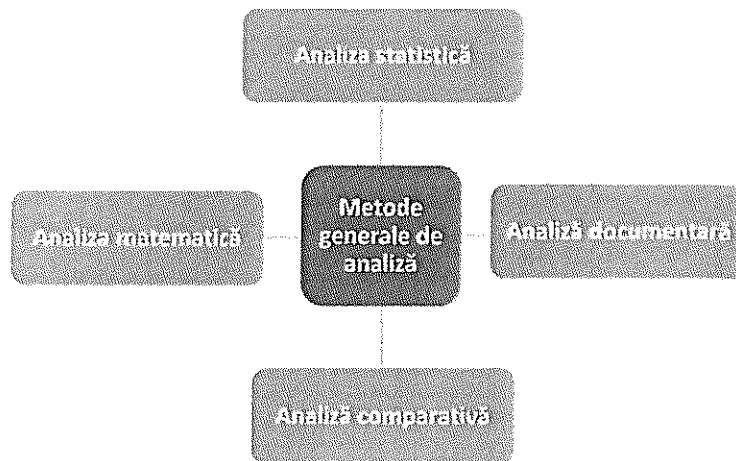 Analiza statistică
Analiza matematică
Metode
generale de
analiză
Analiză documentară
Analiză comparativă